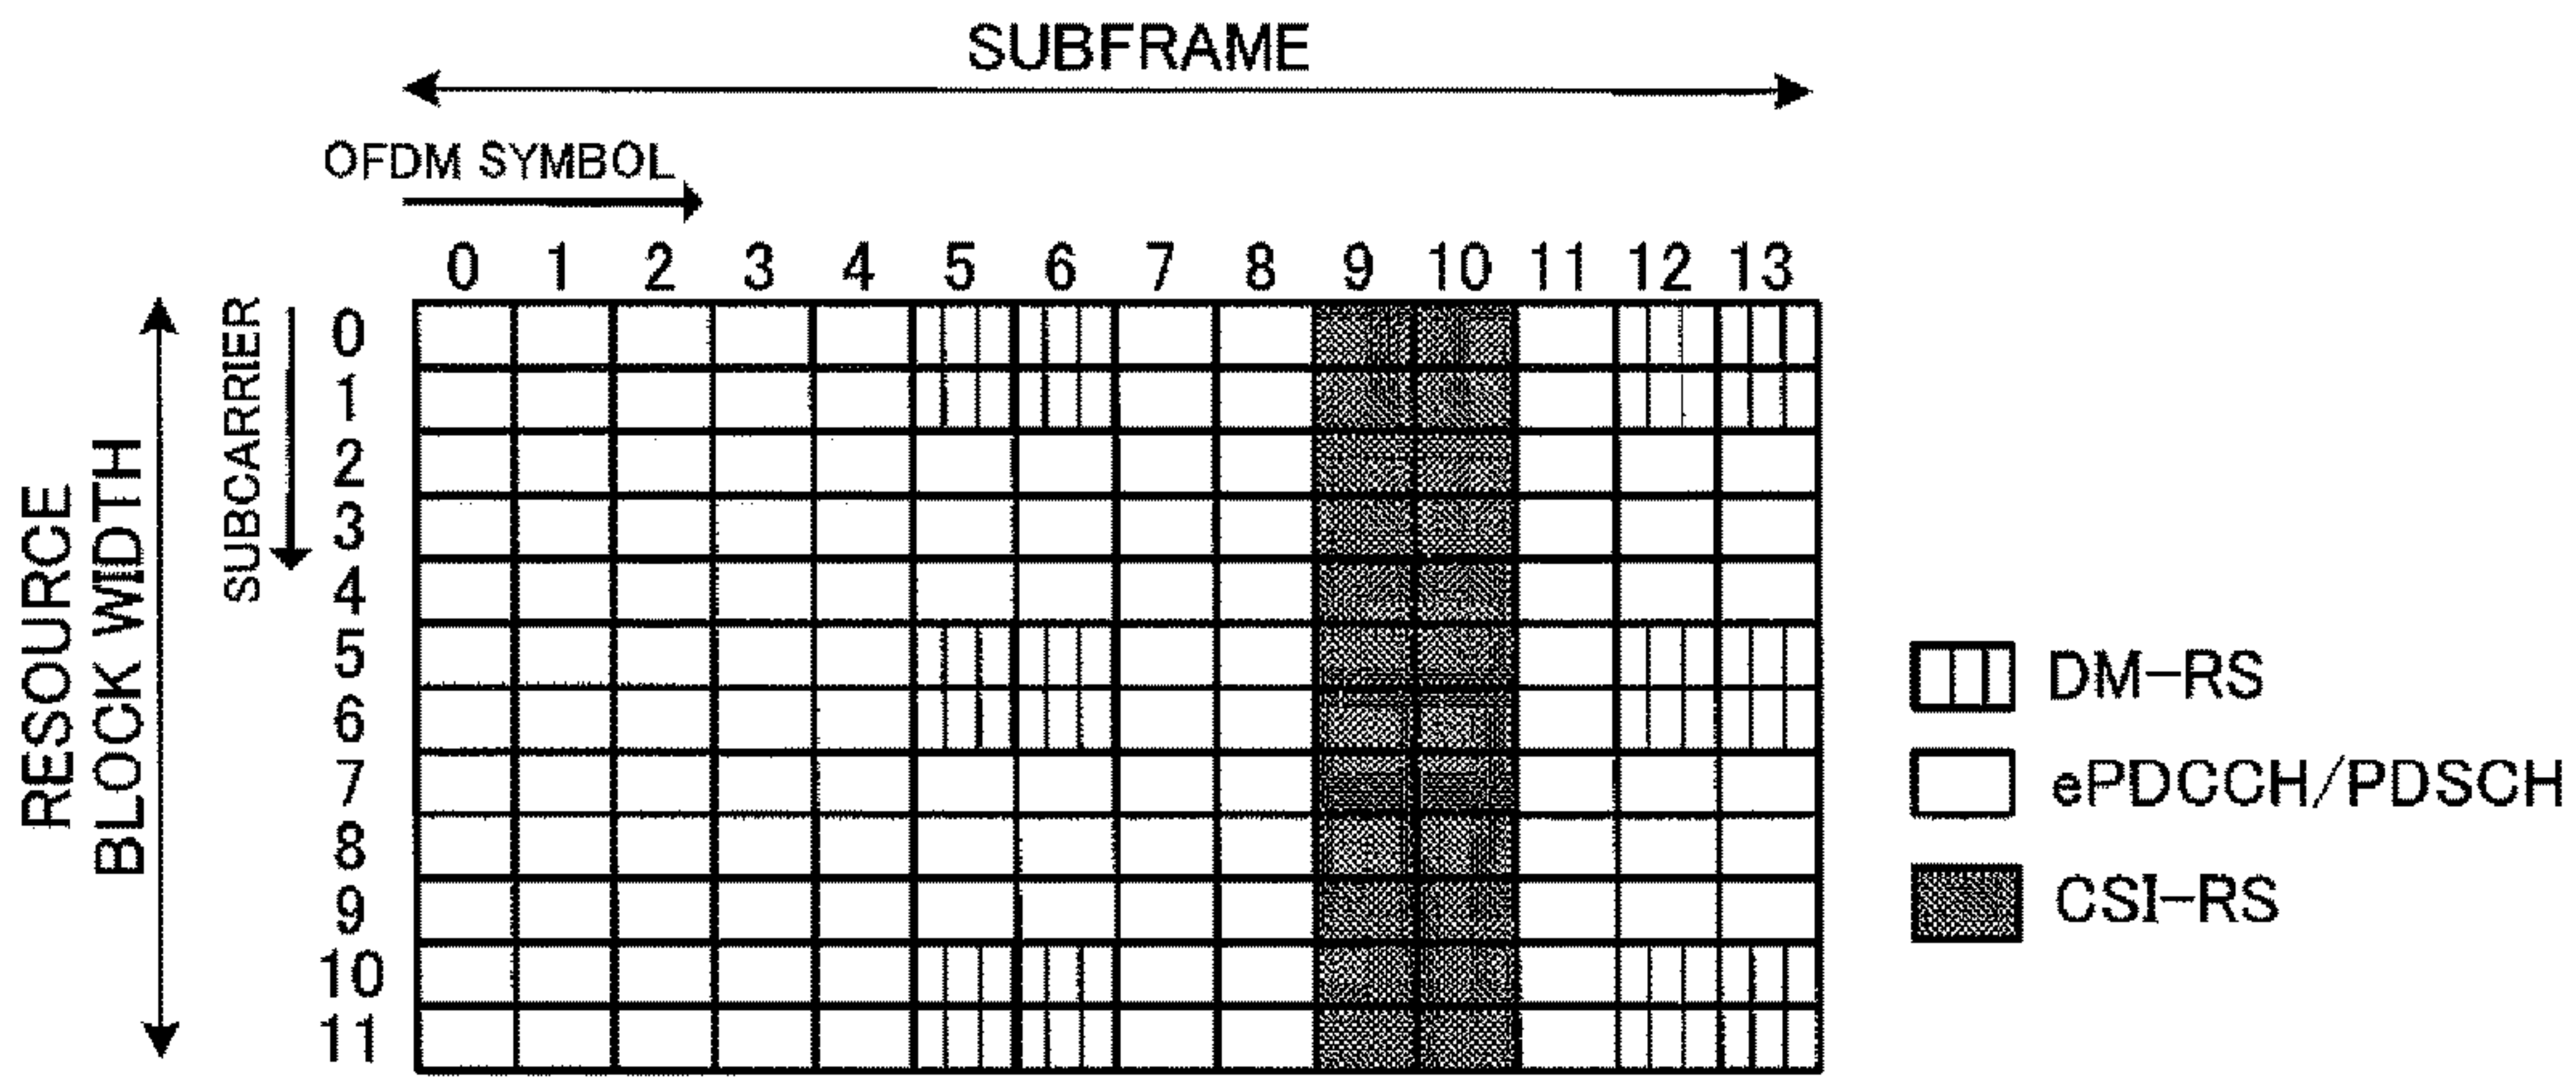 SUBFRAME
OFDM SYMBOL
0 1 2 3 4 5 6 7 8 9 10 11 12 13
RESOURCE
BLOCK WIDTH
SUBCARRIER
0
1
2
3
4
5
6
7
8
9
10
11
DM-RS
ePDCCH/PDSCH
CSI-RS